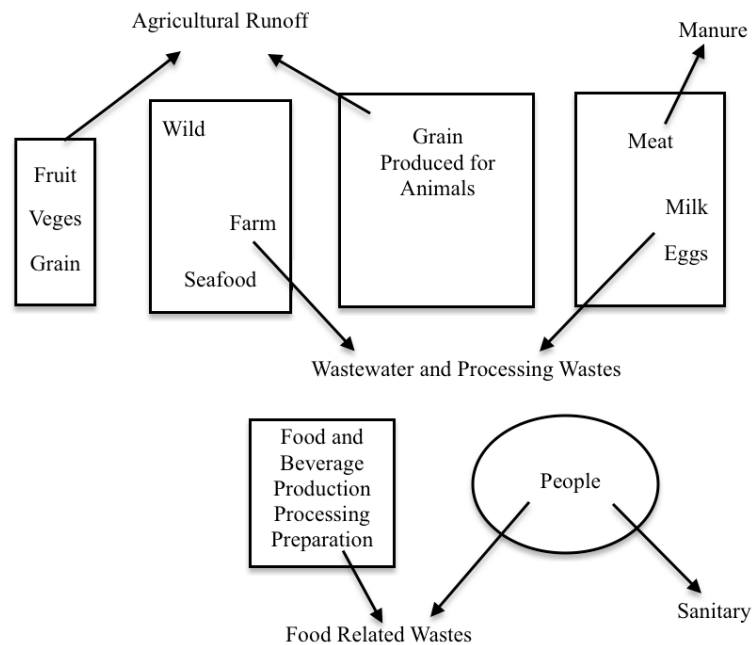 Agricultural Runoff
Manure
Fruit
Veges
Grain
Wild
Farm
Seafood
Grain
Produced for
Animals
Meat
Milk
Eggs
Wastewater and Processing Wastes
Food and
Beverage
Production
Processing
Preparation
People
Sanitary
Food Related Wastes